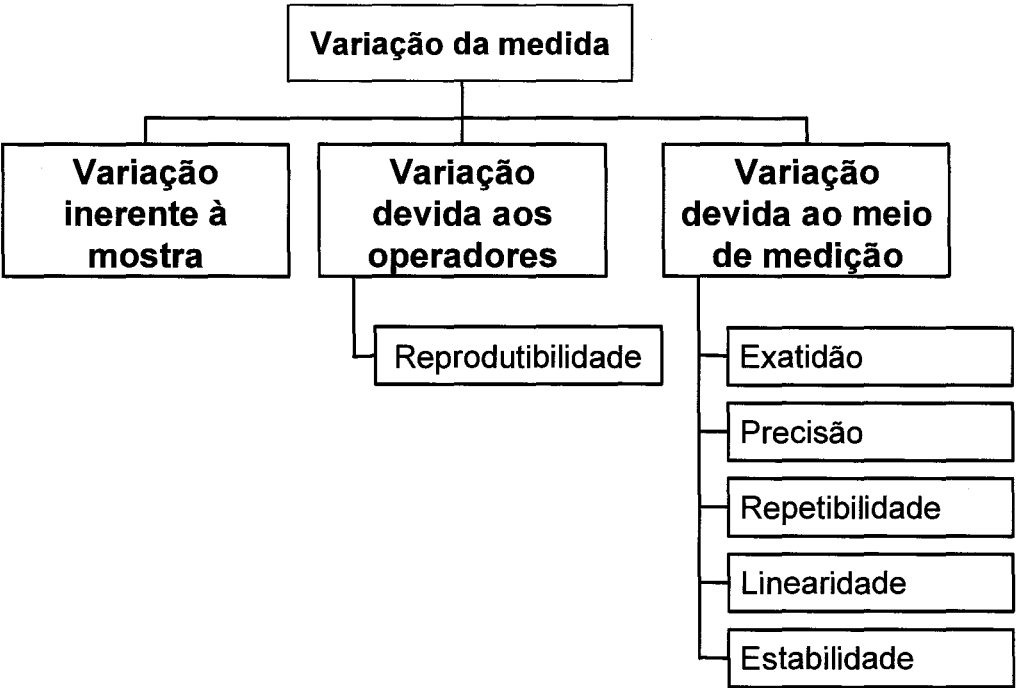 Variação da medida
Variação
inerente à
mostra
Variação
devida aos
operadores
Variação
devida ao meio
de medição
Reprodutibilidade
Exatidão
Precisão
Repetibilidade
Linearidade
Estabilidade